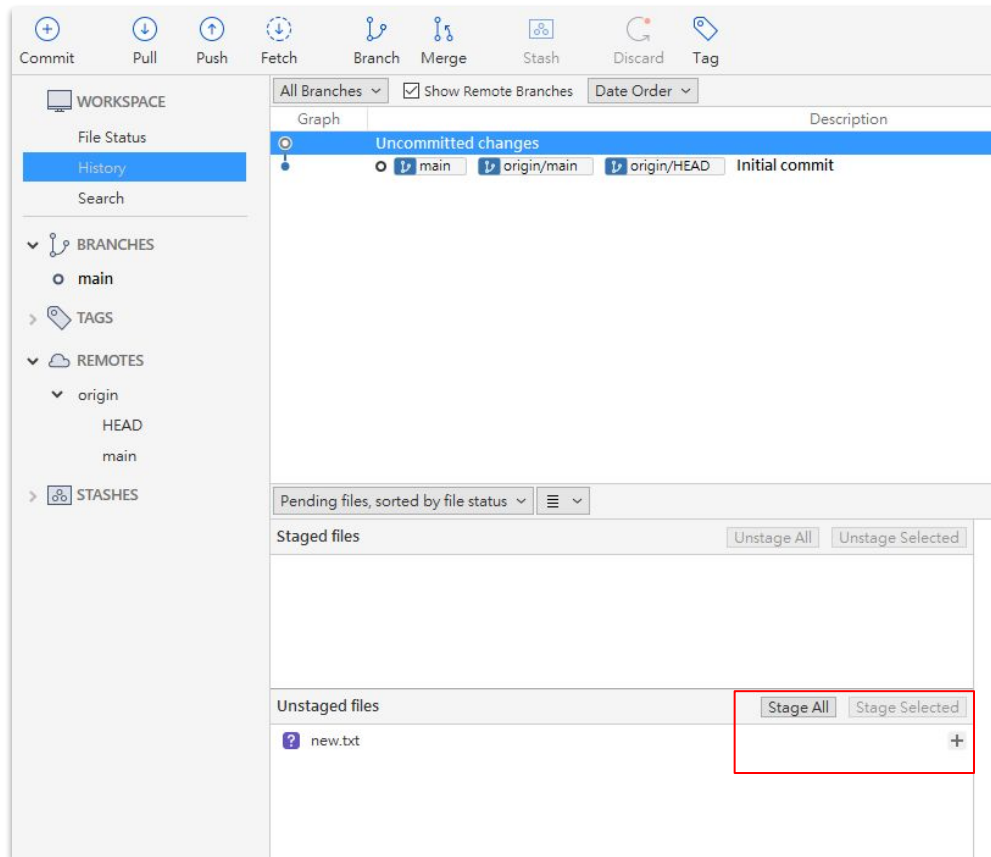 Commit Pull Push Fetch Branch Merge Stash Discard Tag
WORKSPACE
File Status
History
Search
BRANCHES
main
TAGS
REMOTES
origin
HEAD
main
STASHES
All Branches Show Remote Branches Date Order
Graph Description
Uncommitted changes
main origin/main origin/HEAD Initial commit
Pending files, sorted by file status
Staged files Unstage All Unstage Selected
Unstaged files Stage All Stage Selected
? new.txt +